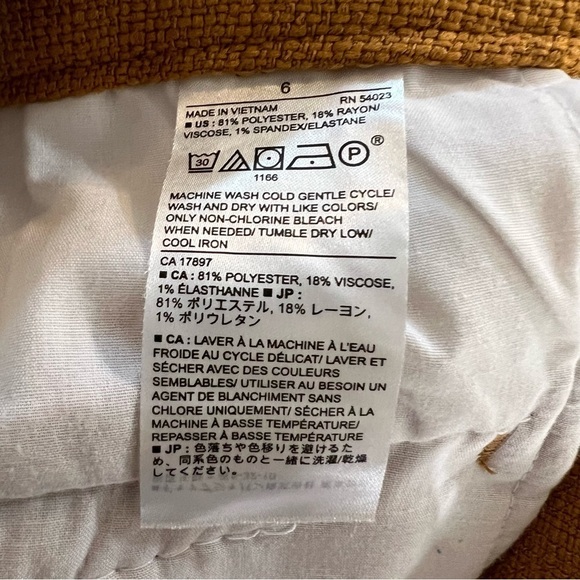 6
MADE IN VIETNAM RN 54023
■ US : 81% POLYESTER, 18% RAYON/
VISCOSE, 1% SPANDEX/ELASTANE
30 P ®
1166
MACHINE WASH COLD GENTLE CYCLE/
WASH AND DRY WITH LIKE COLORS/
ONLY NON-CHLORINE BLEACH
WHEN NEEDED/ TUMBLE DRY LOW/
COOL IRON
CA 17897
■ CA : 81% POLYESTER, 18% VISCOSE,
1% ÉLASTHANNE ■ JP :
81% ポリエステル, 18% レーヨン,
1% ポリウレタン
■ CA : LAVER À LA MACHINE À L'EAU
FROIDE AU CYCLE DÉLICAT/ LAVER ET
SÉCHER AVEC DES COULEURS
SEMBLABLES/ UTILISER AU BESOIN UN
AGENT DE BLANCHIMENT SANS
CHLORE UNIQUEMENT/ SÉCHER À LA
MACHINE À BASSE TEMPÉRATURE/
REPASSER À BASSE TEMPÉRATURE
■ JP : 色落ちや色移りを避けるた
め、同系色のものと一緒に洗濯/乾燥
してください。